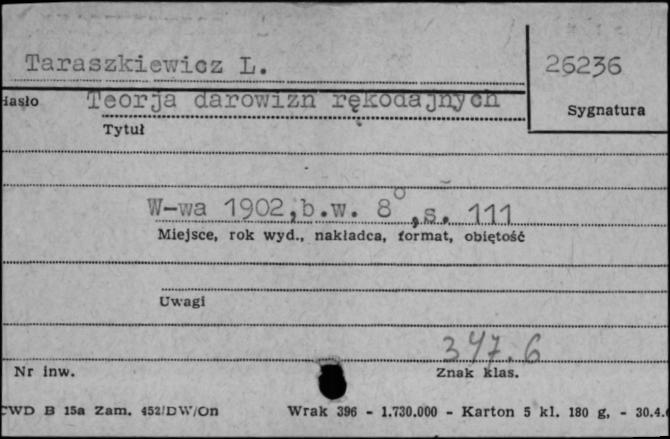 Taraszkiewicz L.
26236
Hasło
Teorja darowizn rękodajnych
Sygnatura
Tytuł
W-wa 1902,b.w. 8°,s. 111
Miejsce, rok wyd., nakładca, format, objętość
Uwagi
347.6
Nr inw.
Znak klas.
CWD B 15a Zam. 452/DW/On Wrak 396 - 1.730.000 - Karton 5 kl. 180 g, - 30.4.